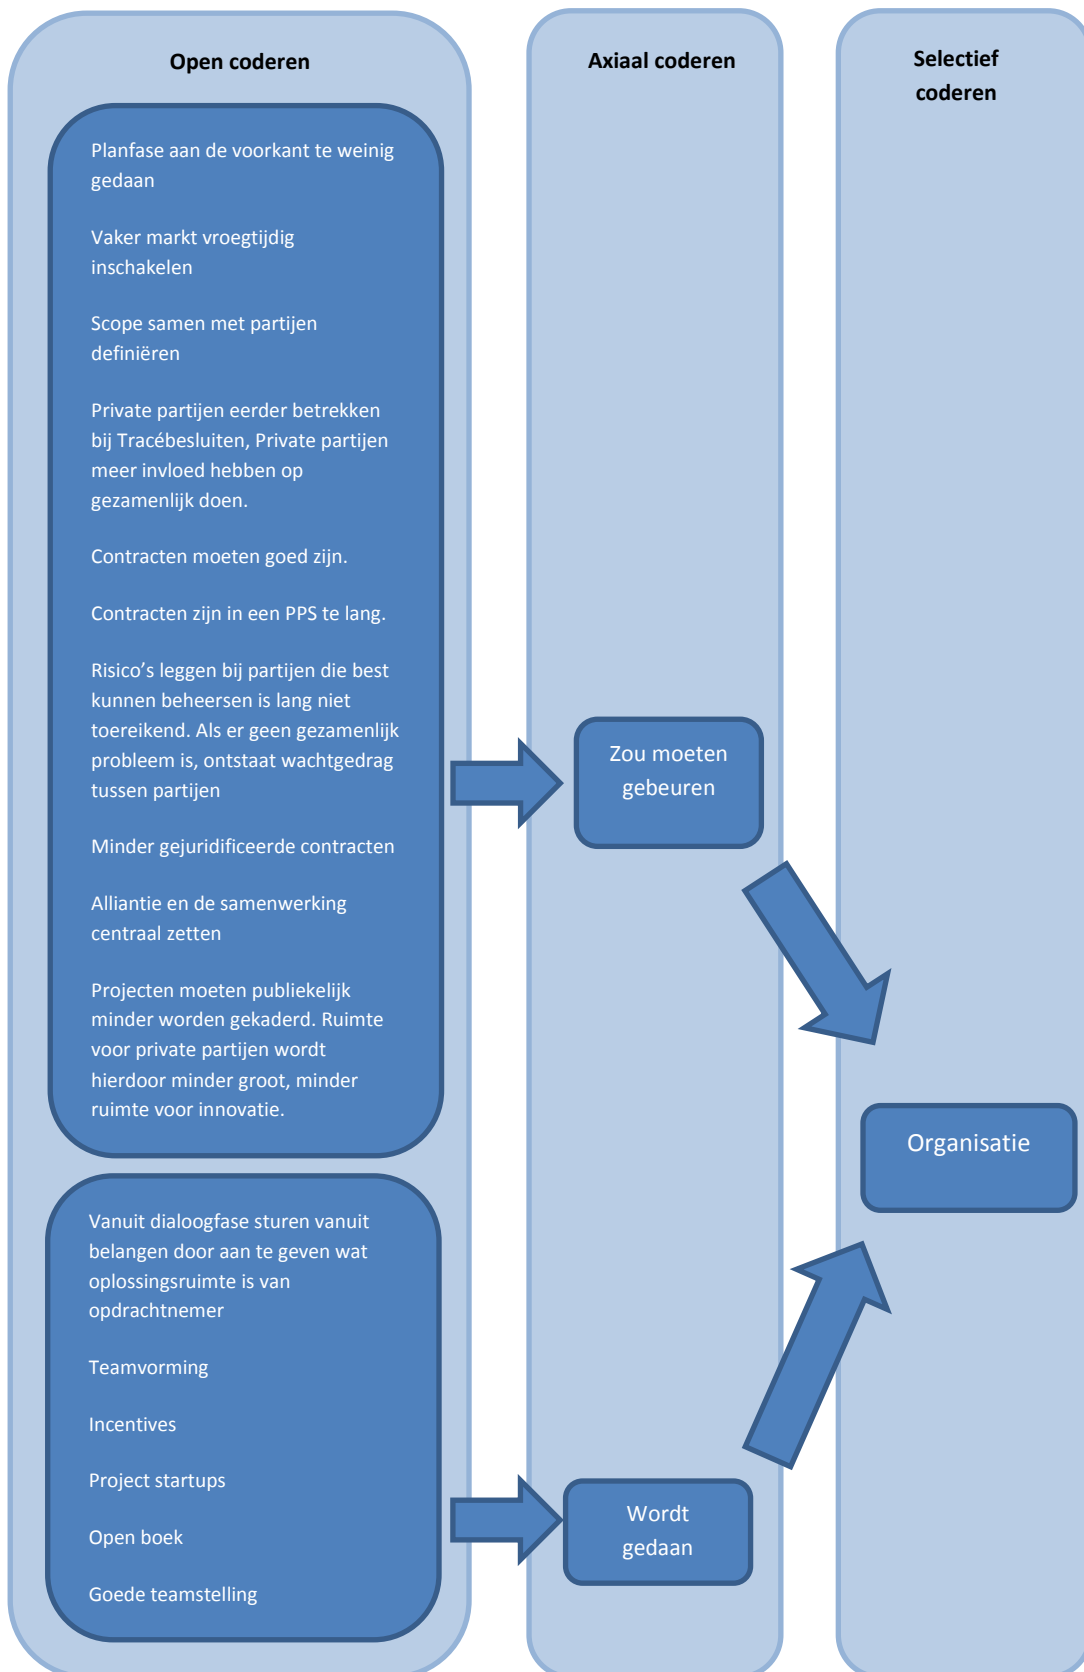 Open coderen
Planfase aan de voorkant te weinig
gedaan
Vaker markt vroegtijdig
inschakelen
Scope samen met partijen
definiëren
Private partijen eerder betrekken
bij Tracébesluiten, Private partijen
meer invloed hebben op
gezamenlijk doen.
Contracten moeten goed zijn.
Contracten zijn in een PPS te lang.
Risico’s leggen bij partijen die best
kunnen beheersen is lang niet
toereikend. Als er geen gezamenlijk
probleem is, ontstaat wachtgedrag
tussen partijen
Minder gejuridificeerde contracten
Alliantie en de samenwerking
centraal zetten
Projecten moeten publiekelijk
minder worden gekaderd. Ruimte
voor private partijen wordt
hierdoor minder groot, minder
ruimte voor innovatie.
Vanuit dialoogfase sturen vanuit
belangen door aan te geven wat
oplossingsruimte is van
opdrachtnemer
Teamvorming
Incentives
Project startups
Open boek
Goede teamstelling
Axiaal coderen
Zou moeten
gebeuren
Wordt
gedaan
Selectief
coderen
Organisatie